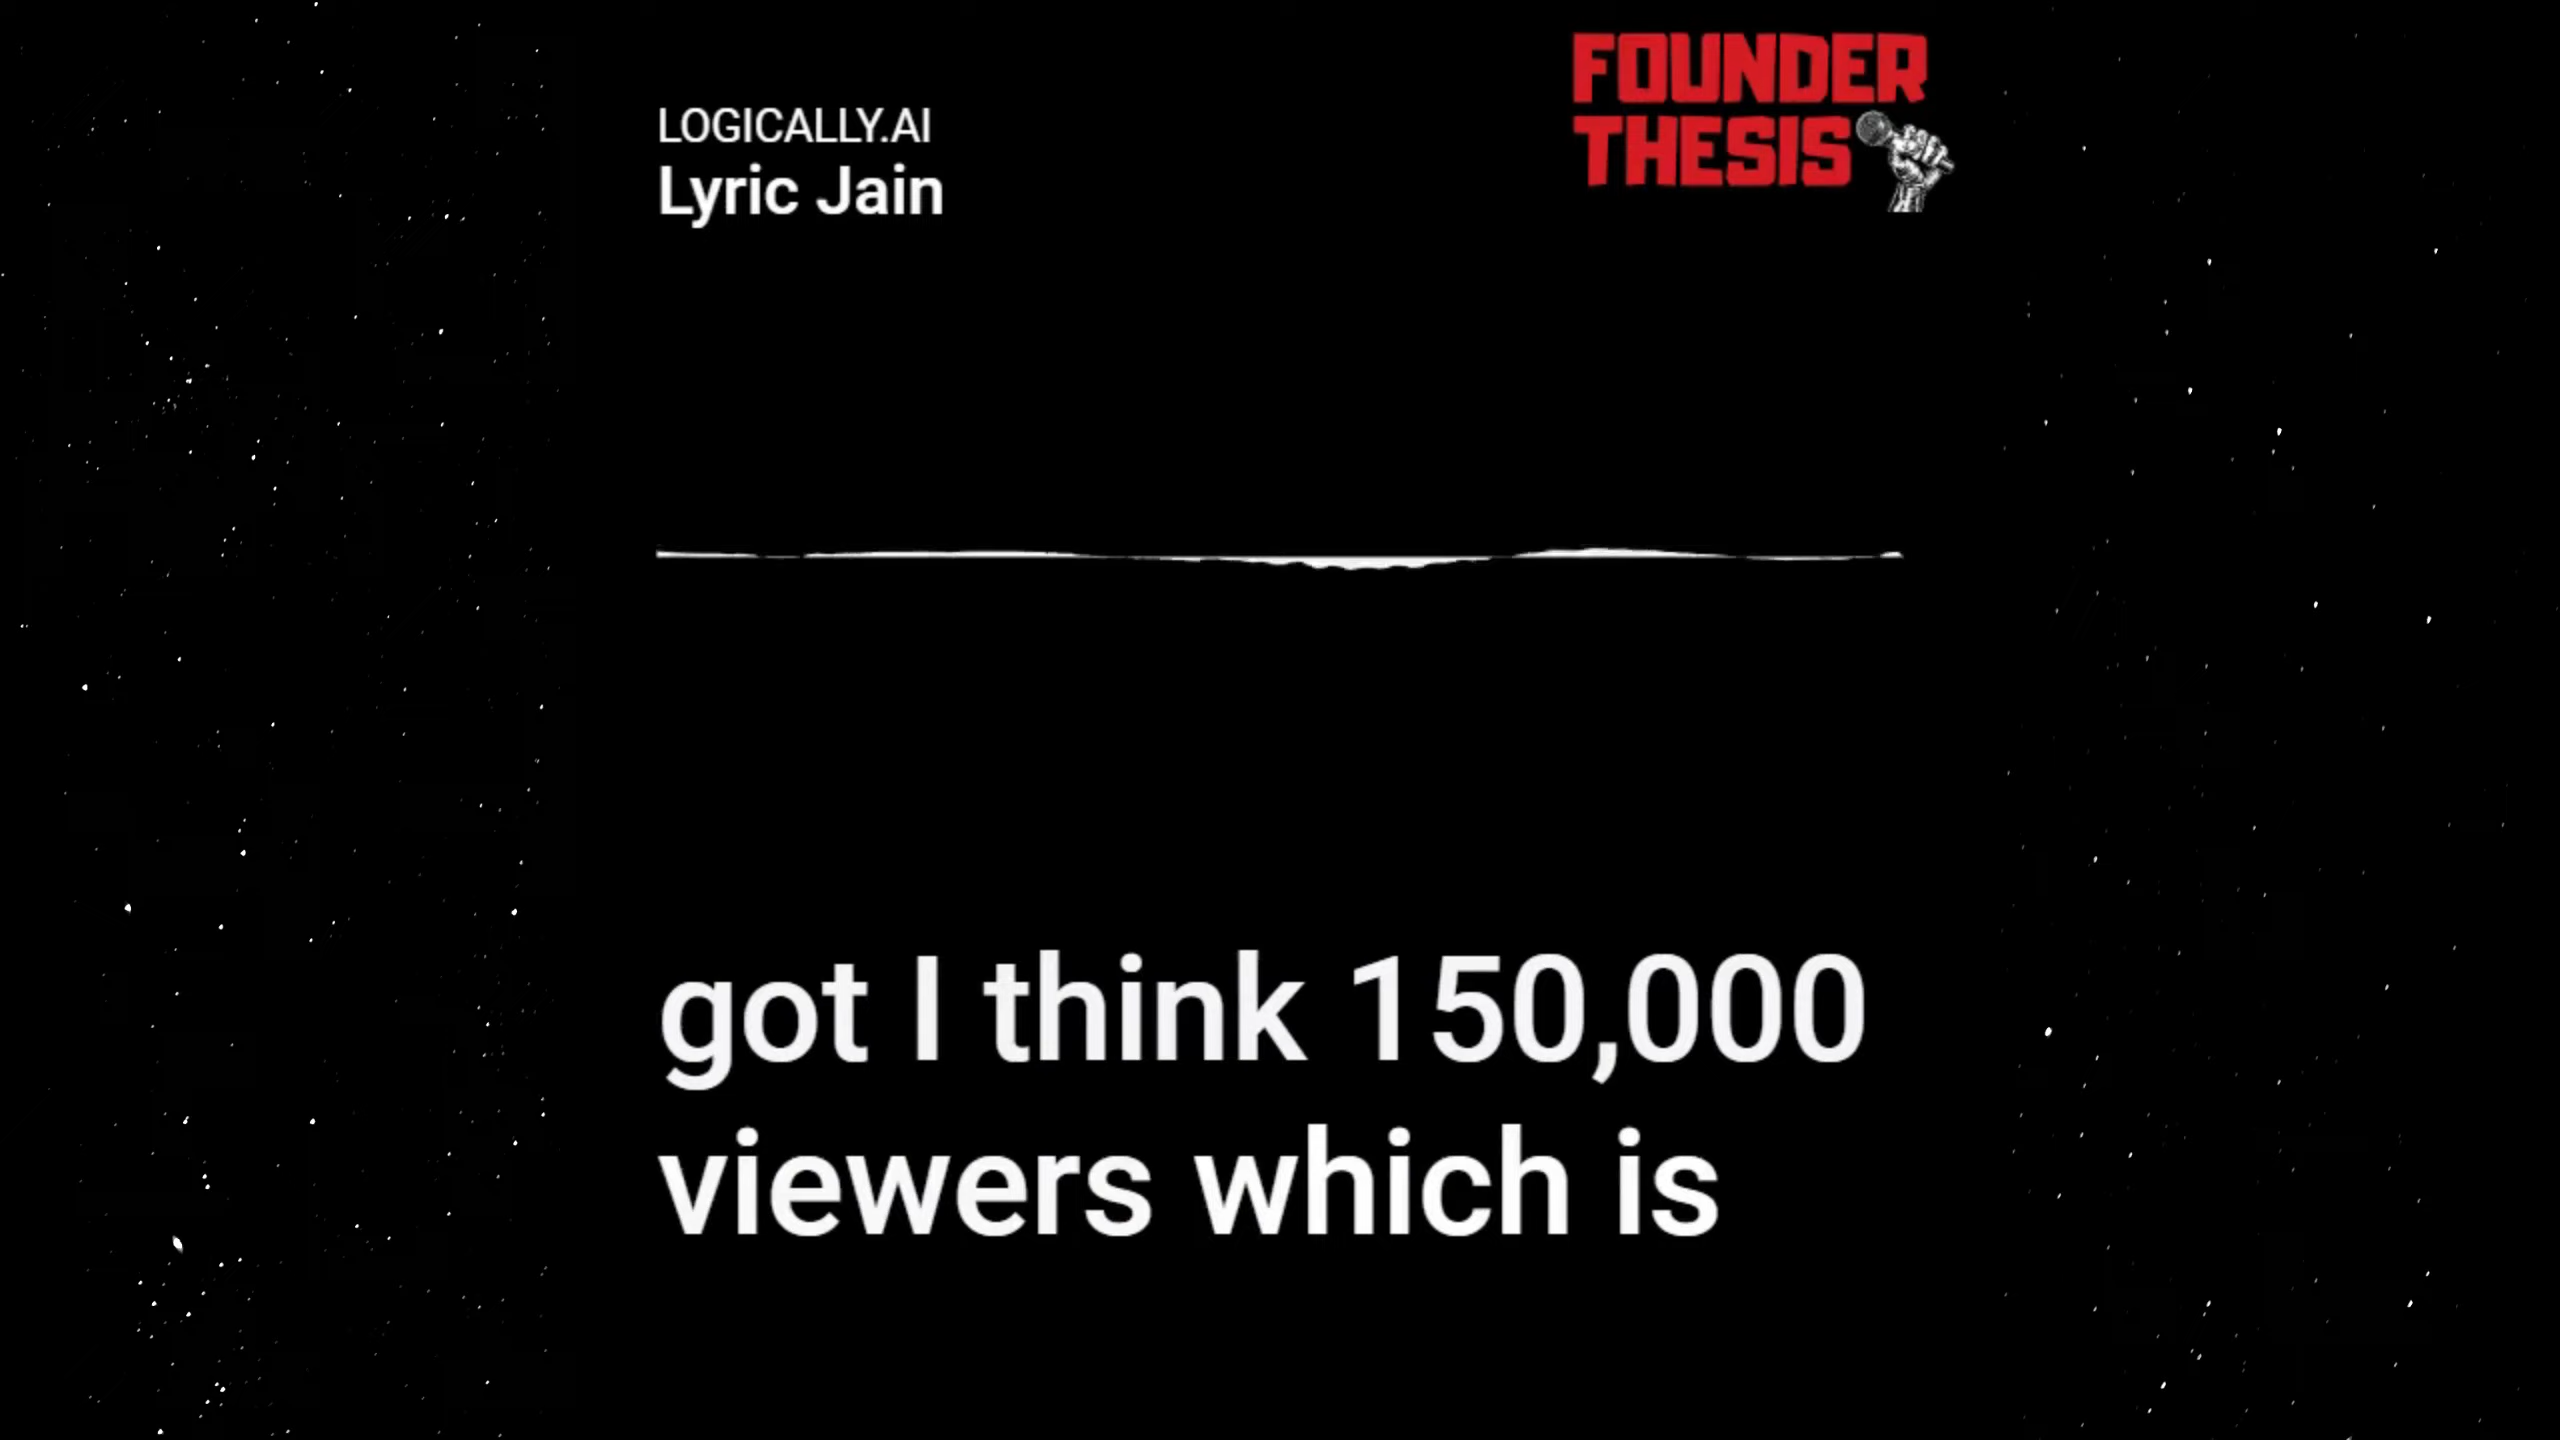 LOGICALLY.AI
Lyric Jain
FOUNDER
THESIS
got I think 150,000
viewers which is